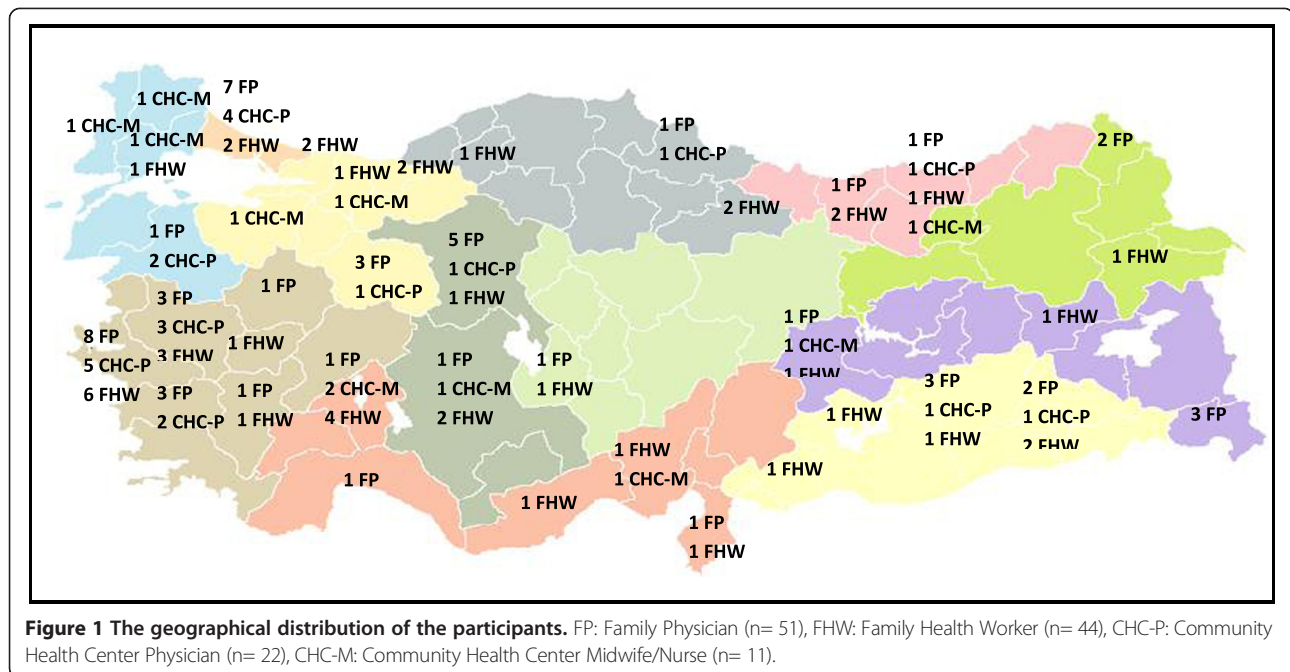 7 FP
1 CHC-M
4 CHC-P
1 CHC-M
1 CHC-M
2 FHW
2 FHW
1 FHW
1 FHW
2 FHW
1 FHW
1 CHC-M
1 CHC-M
1 FP
2 CHC-P
1 FP
1 CHC-P
2 FHW
1 FP
2 FHW
1 FP
1 CHC-P
1 FHW
1 CHC-M
2 FP
1 FHW
5 FP
1 CHC-P
1 FHW
3 FP
1 CHC-P
1 FP
3 FP
3 CHC-P
3 FHW
1 FHW
8 FP
5 CHC-P
6 FHW
3 FP
2 CHC-P
1 FP
1 FHW
1 FP
2 CHC-M
4 FHW
1 FP
1 CHC-M
2 FHW
1 FP
1 FHW
1 FP
1 CHC-M
1 FHW
1 FHW
3 FP
1 CHC-P
1 FHW
2 FP
1 CHC-P
2 FHW
3 FP
1 FHW
1 FHW
1 FHW
1 CHC-M
1 FP
1 FHW
1 FP
1 FHW
Figure 1 The geographical distribution of the participants. FP: Family Physician (n= 51), FHW: Family Health Worker (n= 44), CHC-P: Community
Health Center Physician (n= 22), CHC-M: Community Health Center Midwife/Nurse (n= 11).